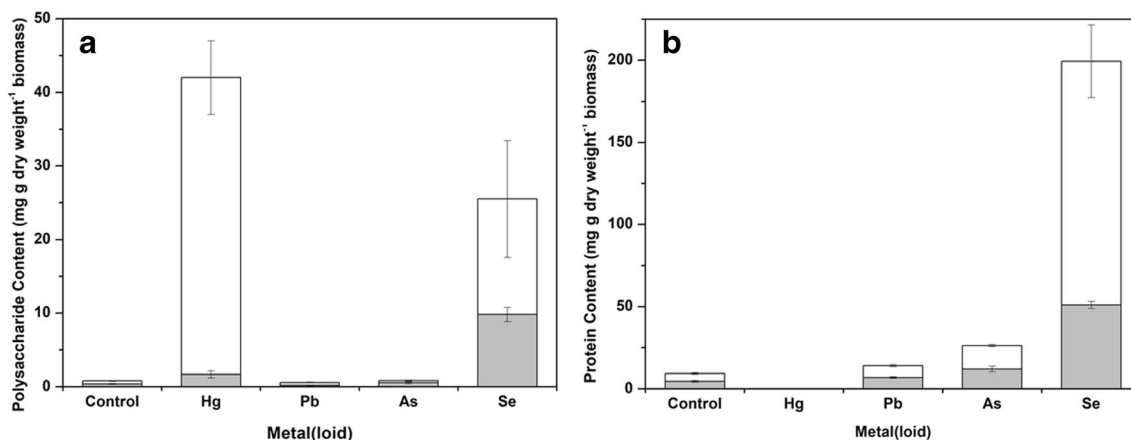 a
Polysaccharide Content (mg g dry weight⁻¹ biomass)
50
40
30
20
10
0
Control Hg Pb As Se
Metal(loid)
b
Protein Content (mg g dry weight⁻¹ biomass)
200
150
100
50
0
Control Hg Pb As Se
Metal(loid)